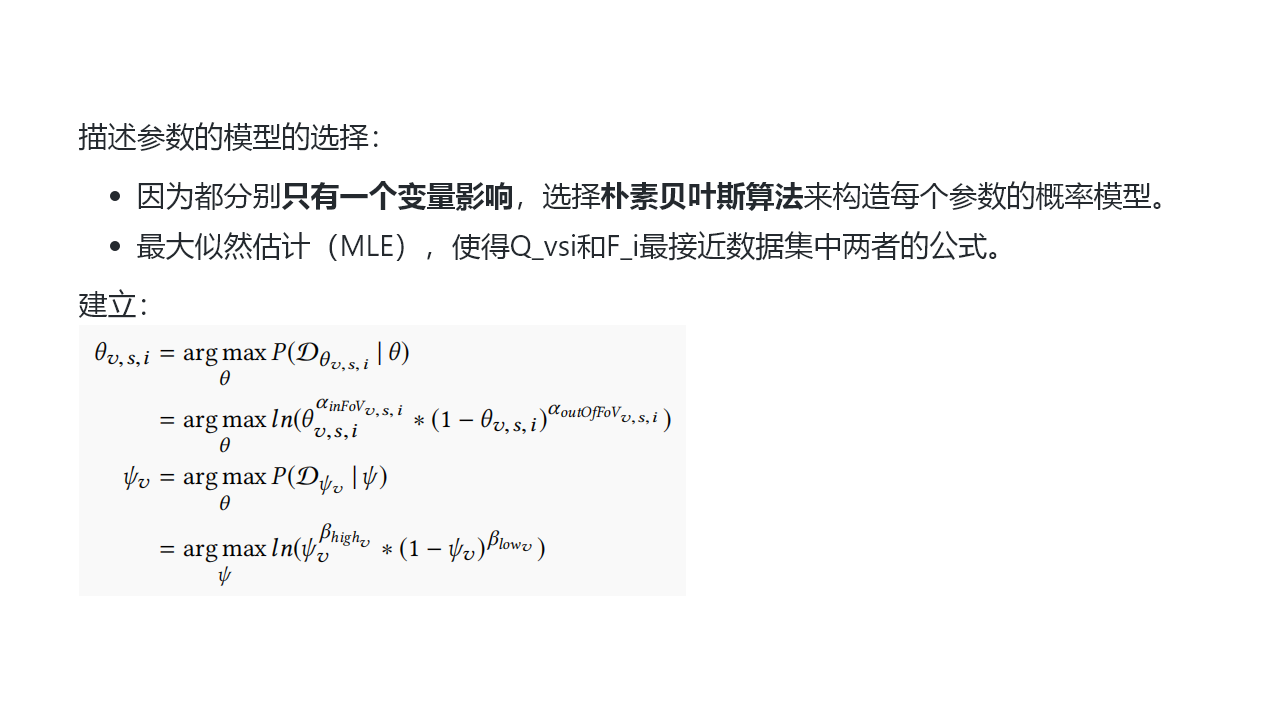 描述参数的模型的选择：
• 因为都分别只有一个变量影响，选择朴素贝叶斯算法来构造每个参数的概率模型。
• 最大似然估计（MLE），使得Q_vsi和F_i最接近数据集中两者的公式。
建立：
θ_{v,s,i} = arg max_θ P(𝒟_{θ_{v,s,i}} | θ)
= arg max_θ ln(θ_{v,s,i}^{α_{inFoV_{v,s,i}}} * (1 − θ_{v,s,i})^{α_{outOfFoV_{v,s,i}}})
ψ_v = arg max_θ P(𝒟_{ψ_v} | ψ)
= arg max_ψ ln(ψ_v^{β_{high_v}} * (1 − ψ_v)^{β_{low_v}})